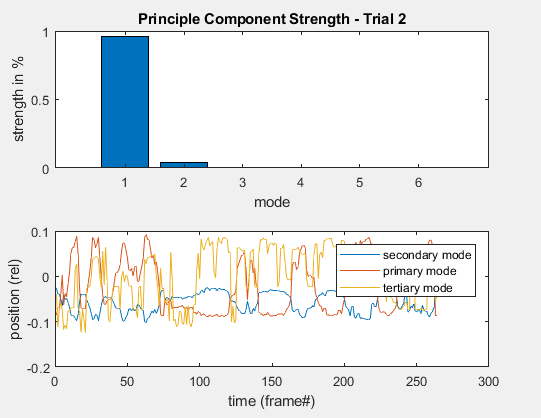 Principle Component Strength - Trial 2
strength in %
1
0.5
0
1 2 3 4 5 6
mode
position (rel)
0.1
0
-0.1
-0.2
secondary mode
primary mode
tertiary mode
0 50 100 150 200 250 300
time (frame#)